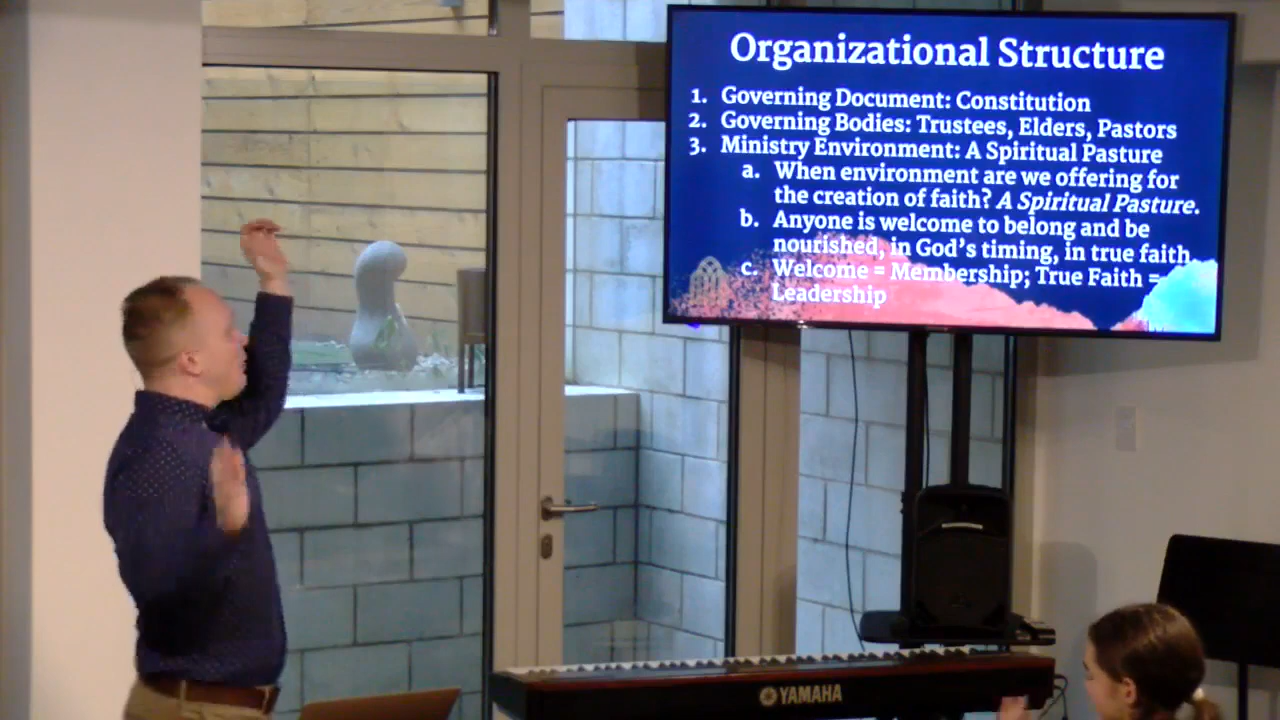 Organizational Structure
1. Governing Document: Constitution
2. Governing Bodies: Trustees, Elders, Pastors
3. Ministry Environment: A Spiritual Pasture
a. When environment are we offering for
the creation of faith? A Spiritual Pasture.
b. Anyone is welcome to belong and be
nourished, in God's timing, in true faith
c. Welcome = Membership; True Faith =
Leadership
YAMAHA